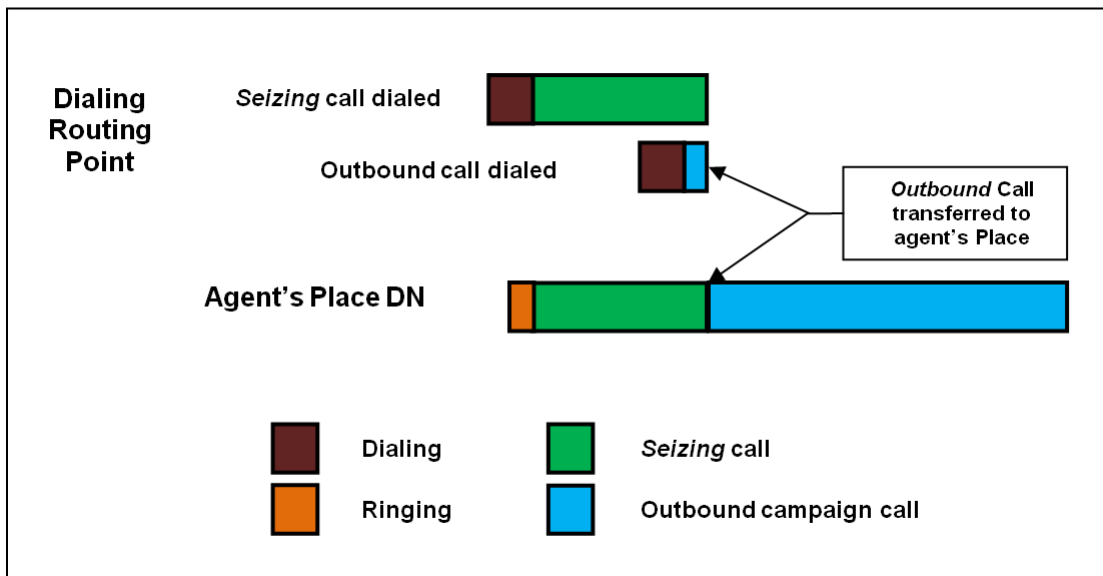 Dialing
Routing
Point
Seizing call dialed
Outbound call dialed
Outbound Call
transferred to
agent's Place
Agent's Place DN
Dialing
Seizing call
Ringing
Outbound campaign call